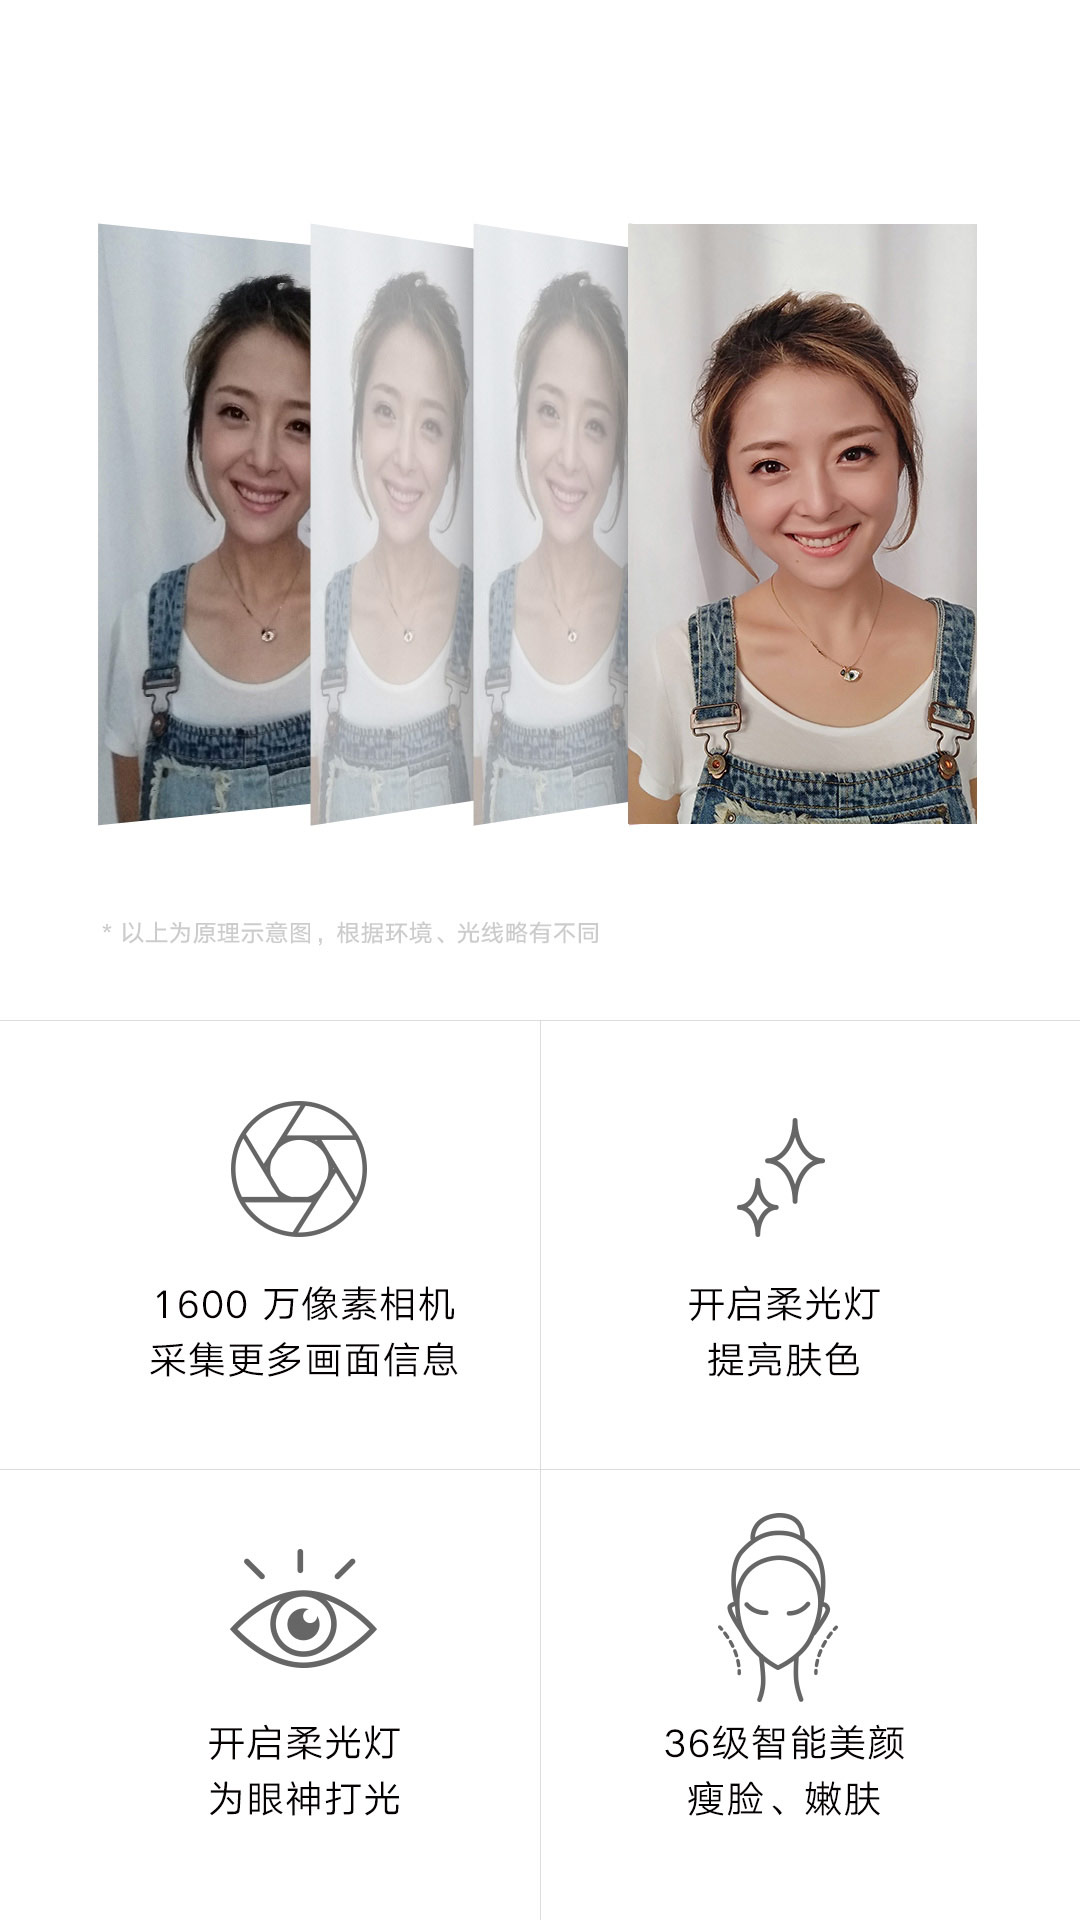 * 以上为原理示意图，根据环境、光线略有不同
1600 万像素相机
采集更多画面信息
开启柔光灯
提亮肤色
开启柔光灯
为眼神打光
36级智能美颜
瘦脸、嫩肤